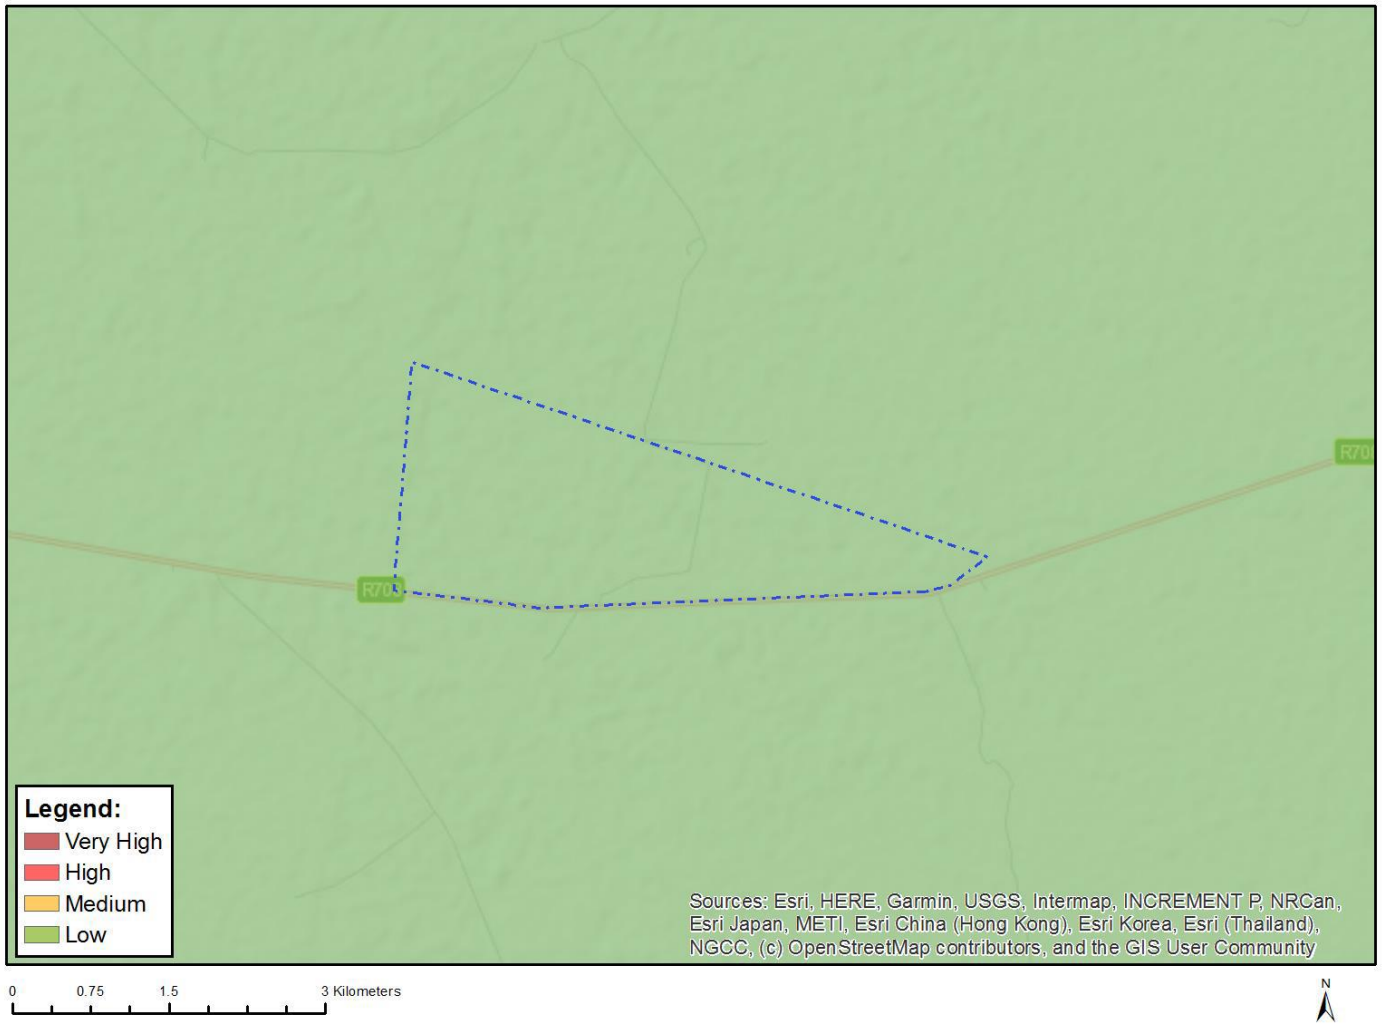 R70
Legend:
Very High
High
Medium
Low
Sources: Esri, HERE, Garmin, USGS, Intermap, INCREMENT P, NRCan,
Esri Japan, METI, Esri China (Hong Kong), Esri Korea, Esri (Thailand),
NGCC, (c) OpenStreetMap contributors, and the GIS User Community
0 0.75 1.5 3 Kilometers
N